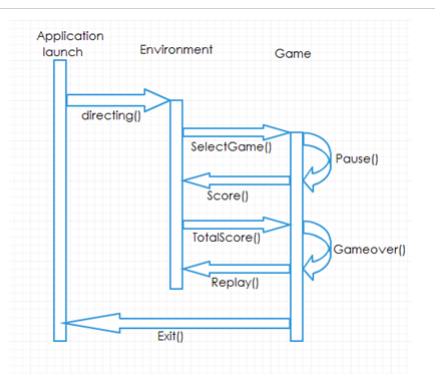 Application
launch
Environment
Game
directing()
SelectGame()
Pause()
Score()
TotalScore()
Gameover()
Replay()
Exit()